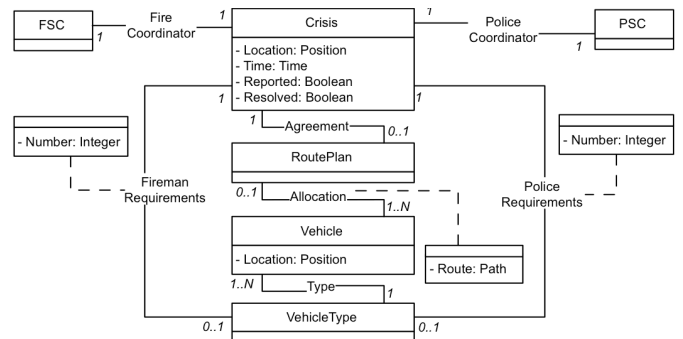 FSC
1
Fire
Coordinator
1
Crisis
- Location: Position
- Time: Time
- Reported: Boolean
- Resolved: Boolean
1
Police
Coordinator
1
PSC
1
1
1
Agreement
0..1
- Number: Integer
- Number: Integer
RoutePlan
Fireman
Requirements
0..1
Allocation
1..N
Police
Requirements
Vehicle
- Location: Position
- Route: Path
1..N
Type
1
VehicleType
0..1
0..1